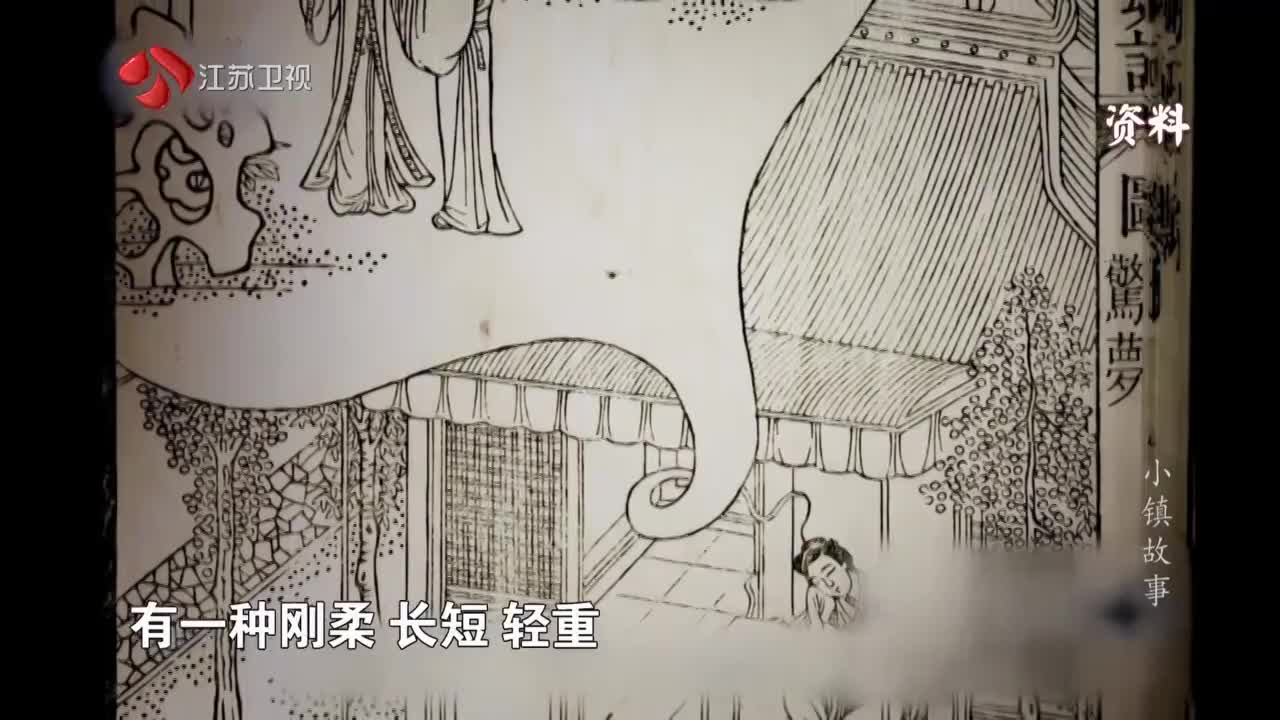 江苏卫视
资料
圖
驚夢
小镇故事
有一种刚柔 长短 轻重